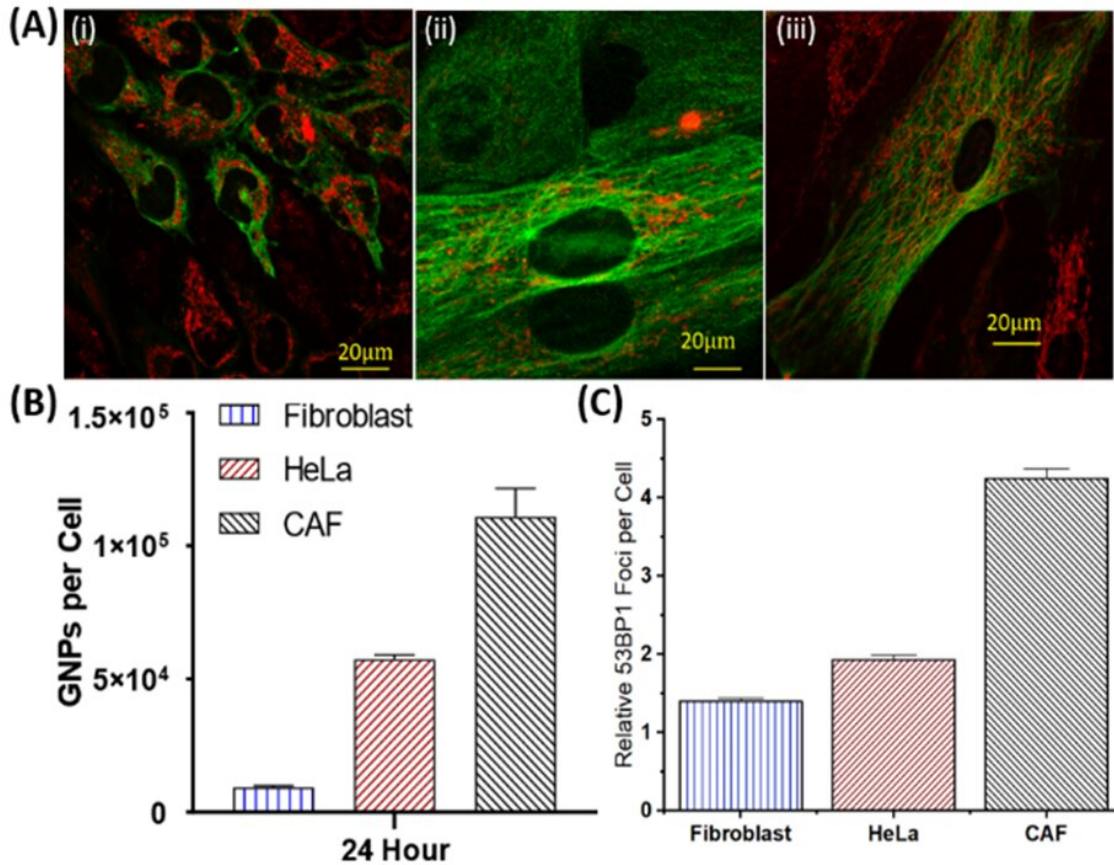 (A)
(i)
(ii)
(iii)
20μm
20μm
20μm
(B)
GNPs per Cell
1.5×10⁵
1×10⁵
5×10⁴
0
Fibroblast
HeLa
CAF
24 Hour
(C)
Relative 53BP1 Foci per Cell
5
4
3
2
1
0
Fibroblast
HeLa
CAF